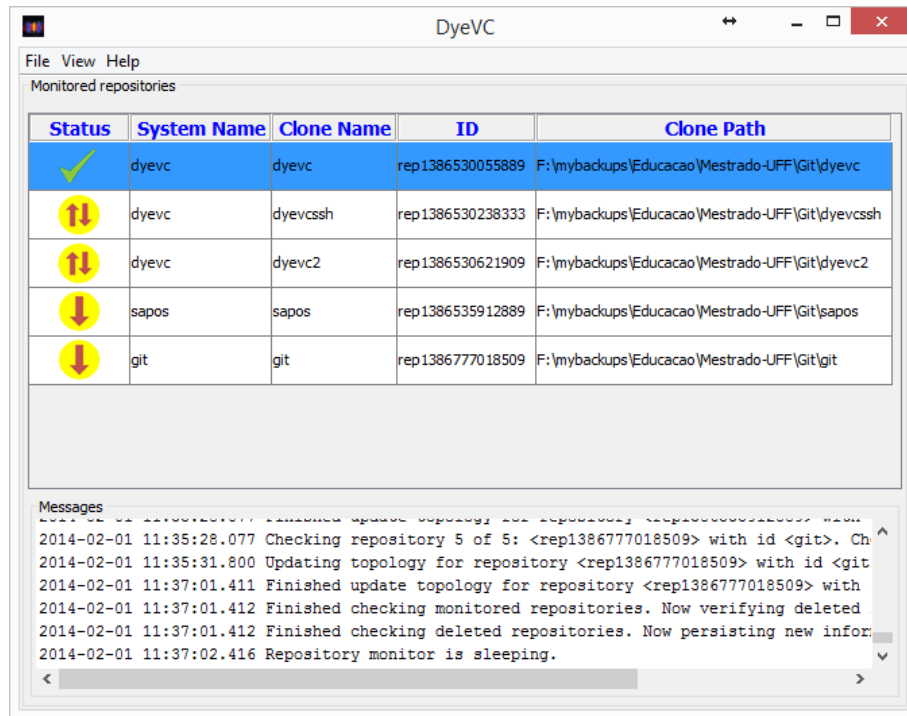 DyeVC
File View Help
Monitored repositories
Status System Name Clone Name ID Clone Path
dyevc dyevc rep1386530055889 F:\mybackups\Educacao\Mestrado-UFF\Git\dyevc
dyevc dyevcssh rep1386530238333 F:\mybackups\Educacao\Mestrado-UFF\Git\dyevcssh
dyevc dyevc2 rep1386530621909 F:\mybackups\Educacao\Mestrado-UFF\Git\dyevc2
sapos sapos rep1386535912889 F:\mybackups\Educacao\Mestrado-UFF\Git\sapos
git git rep1386777018509 F:\mybackups\Educacao\Mestrado-UFF\Git\git
Messages
2014-02-01 11:35:28.077 Checking repository 5 of 5: <rep1386777018509> with id <git>. Ch
2014-02-01 11:35:31.800 Updating topology for repository <rep1386777018509> with id <git
2014-02-01 11:37:01.411 Finished update topology for repository <rep1386777018509> with
2014-02-01 11:37:01.412 Finished checking monitored repositories. Now verifying deleted
2014-02-01 11:37:01.412 Finished checking deleted repositories. Now persisting new infor
2014-02-01 11:37:02.416 Repository monitor is sleeping.